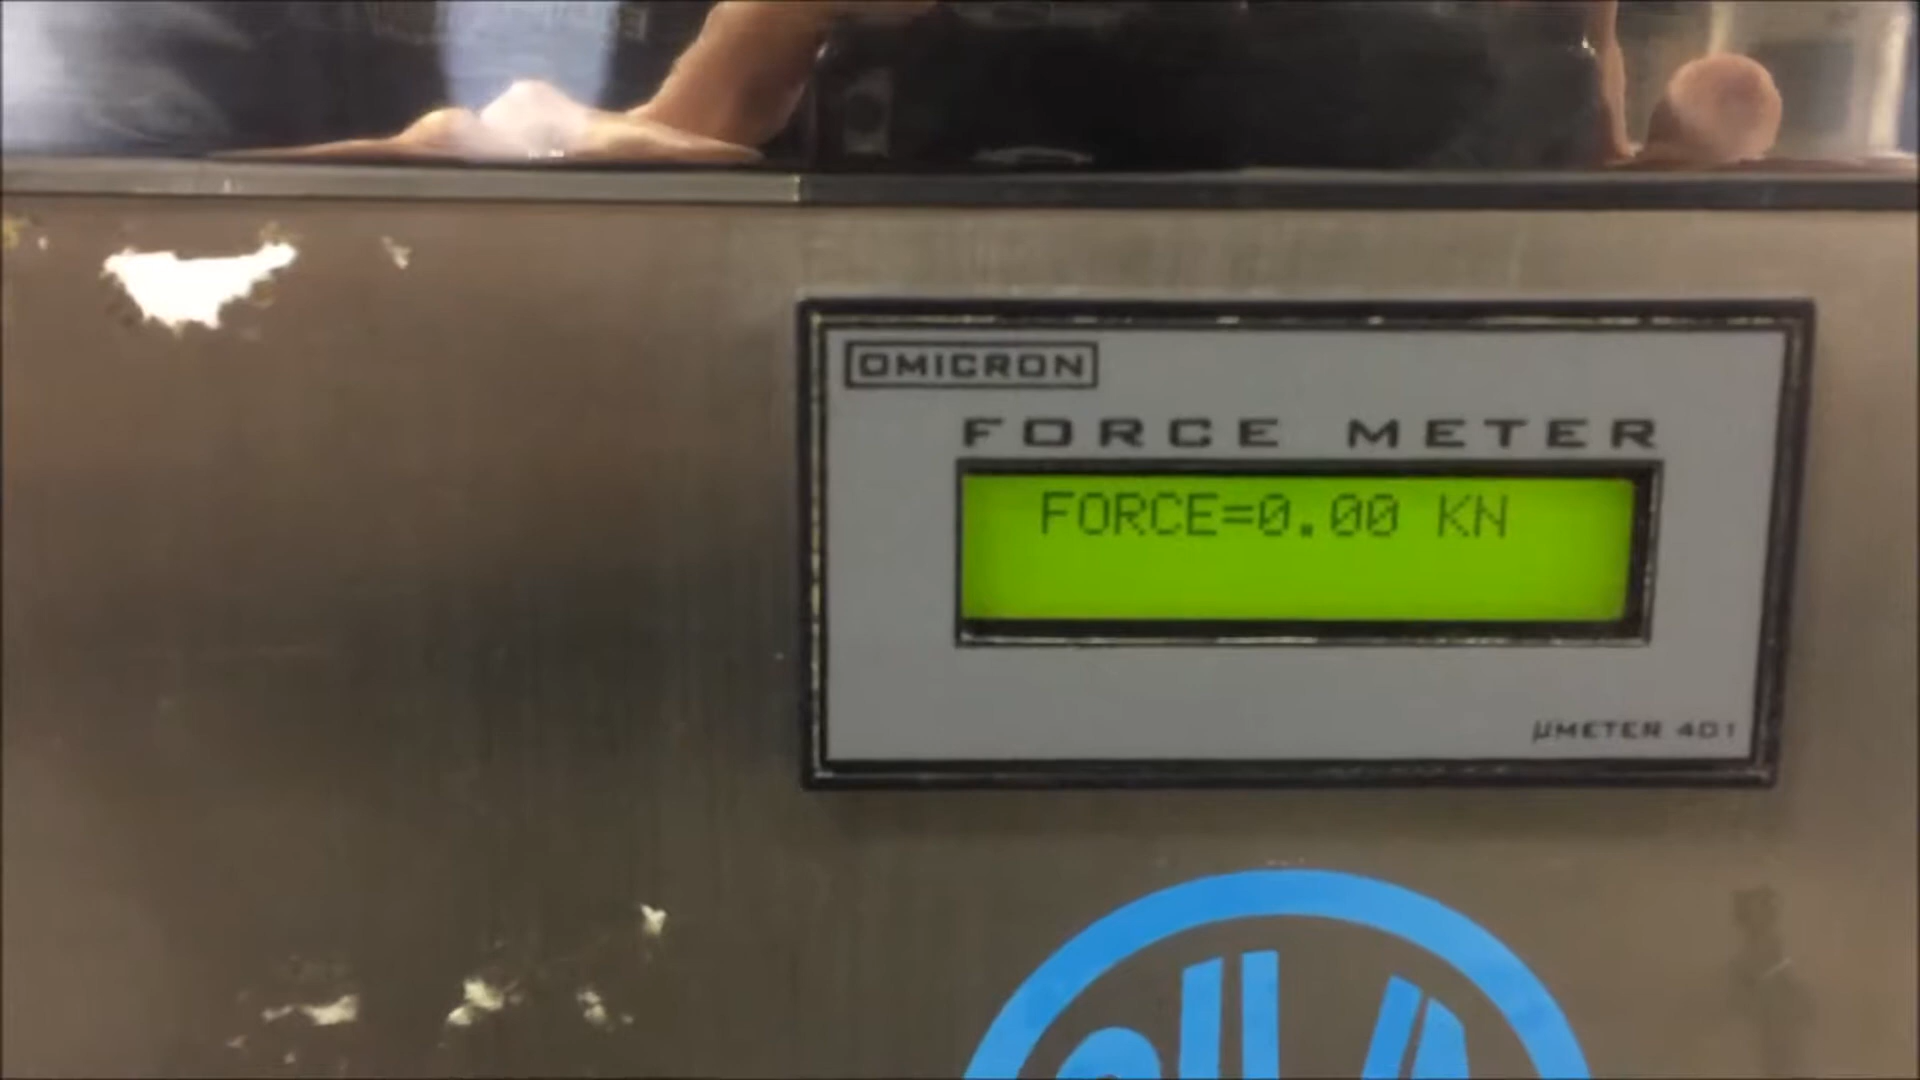 OMICRON
FORCE METER
FORCE=0.00 KN
µMETER 401